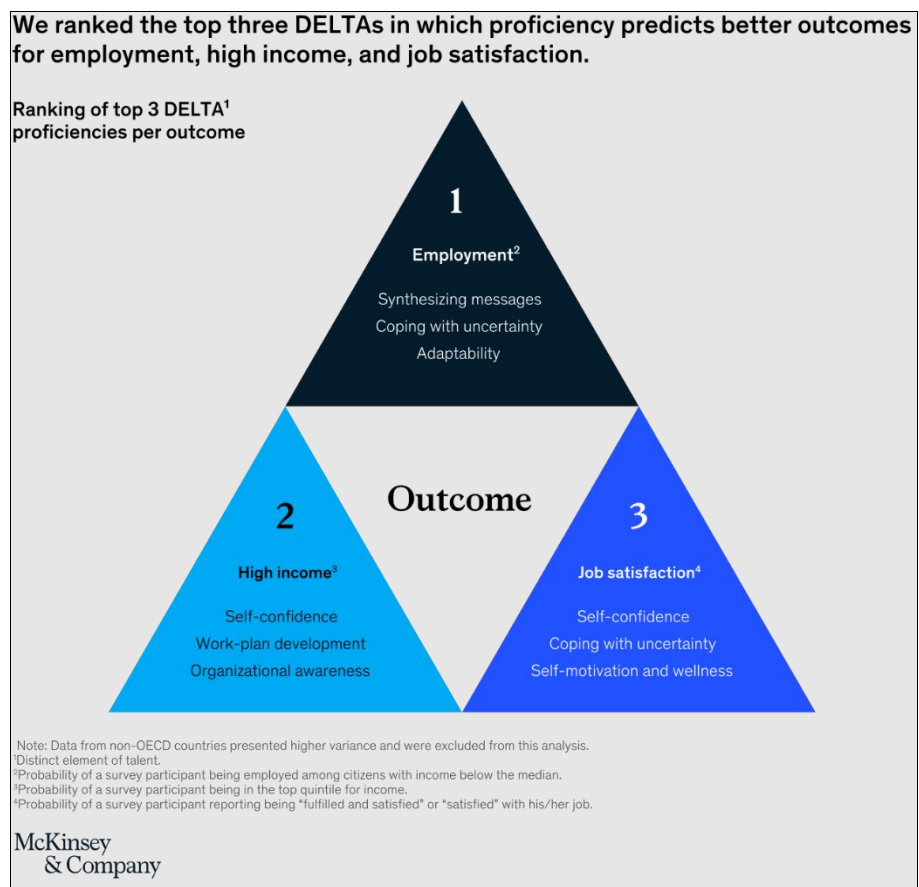 We ranked the top three DELTAs in which proficiency predicts better outcomes
for employment, high income, and job satisfaction.
Ranking of top 3 DELTA¹
proficiencies per outcome
1
Employment²
Synthesizing messages
Coping with uncertainty
Adaptability
Outcome
2
High income³
Self-confidence
Work-plan development
Organizational awareness
3
Job satisfaction⁴
Self-confidence
Coping with uncertainty
Self-motivation and wellness
Note: Data from non-OECD countries presented higher variance and were excluded from this analysis.
¹Distinct element of talent.
²Probability of a survey participant being employed among citizens with income below the median.
³Probability of a survey participant being in the top quintile for income.
⁴Probability of a survey participant reporting being “fulfilled and satisfied” or “satisfied” with his/her job.
McKinsey
& Company